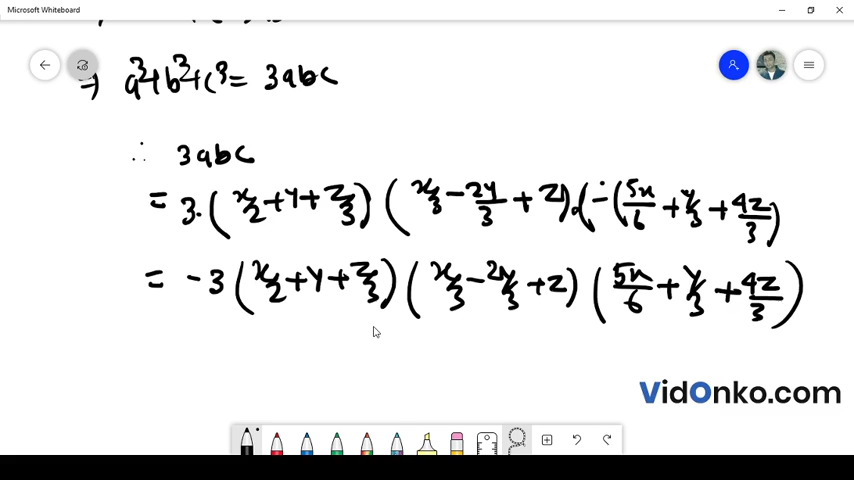 Microsoft Whiteboard
⇒ a³+b³+c³= 3abc
∴ 3abc
= 3.(x/2+y+z/3)(x/3-2y/3+z).(-(5x/6+y/3+4z/3)
= -3(x/2+y+z/3)(x/3-2y/3+z)(5x/6+y/3+4z/3)
VidOnko.com